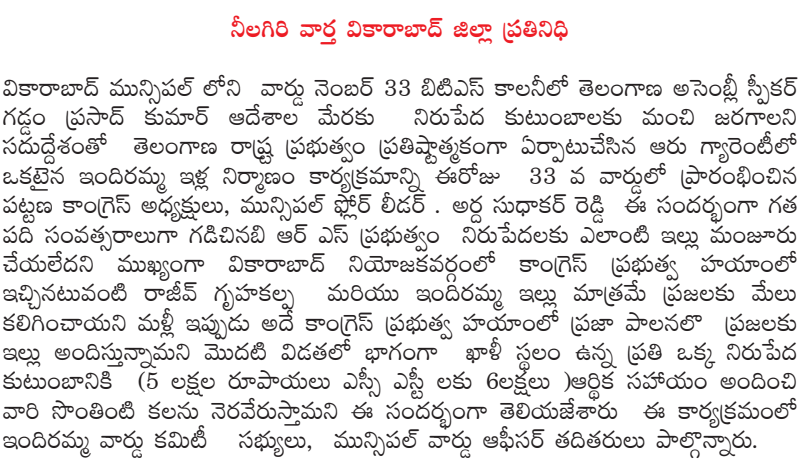 నీలగిరి వార్త వికారాబాద్ జిల్లా ప్రతినిధి
వికారాబాద్ మున్సిపల్ లోని వార్డు నెంబర్ 33 బిటిఎస్ కాలనీలో తెలంగాణ అసెంబ్లీ స్పీకర్
గడ్డం ప్రసాద్ కుమార్ ఆదేశాల మేరకు నిరుపేద కుటుంబాలకు మంచి జరగాలని
సదుద్దేశంతో తెలంగాణ రాష్ట్ర ప్రభుత్వం ప్రతిష్టాత్మకంగా ఏర్పాటుచేసిన ఆరు గ్యారెంటీలో
ఒకటైన ఇందిరమ్మ ఇళ్ల నిర్మాణం కార్యక్రమాన్ని ఈరోజు 33 వ వార్డులో ప్రారంభించిన
పట్టణ కాంగ్రెస్ అధ్యక్షులు, మున్సిపల్ ఫ్లోర్ లీడర్ . అర్ద సుధాకర్ రెడ్డి ఈ సందర్భంగా గత
పది సంవత్సరాలుగా గడిచినబి ఆర్ ఎస్ ప్రభుత్వం నిరుపేదలకు ఎలాంటి ఇల్లు మంజూరు
చేయలేదని ముఖ్యంగా వికారాబాద్ నియోజకవర్గంలో కాంగ్రెస్ ప్రభుత్వ హయాంలో
ఇచ్చినటువంటి రాజీవ్ గృహకల్ప మరియు ఇందిరమ్మ ఇల్లు మాత్రమే ప్రజలకు మేలు
కలిగించాయని మళ్లీ ఇప్పుడు అదే కాంగ్రెస్ ప్రభుత్వ హయాంలో ప్రజా పాలనలొ ప్రజలకు
ఇల్లు అందిస్తున్నామని మొదటి విడతలో భాగంగా ఖాళీ స్థలం ఉన్న ప్రతి ఒక్క నిరుపేద
కుటుంబానికి (5 లక్షల రూపాయలు ఎస్సీ ఎస్టీ లకు 6లక్షలు )ఆర్థిక సహాయం అందించి
వారి సొంతింటి కలను నెరవేరుస్తామని ఈ సందర్భంగా తెలియజేశారు ఈ కార్యక్రమంలో
ఇందిరమ్మ వార్డు కమిటీ సభ్యులు, మున్సిపల్ వార్డు ఆఫీసర్ తదితరులు పాల్గొన్నారు.